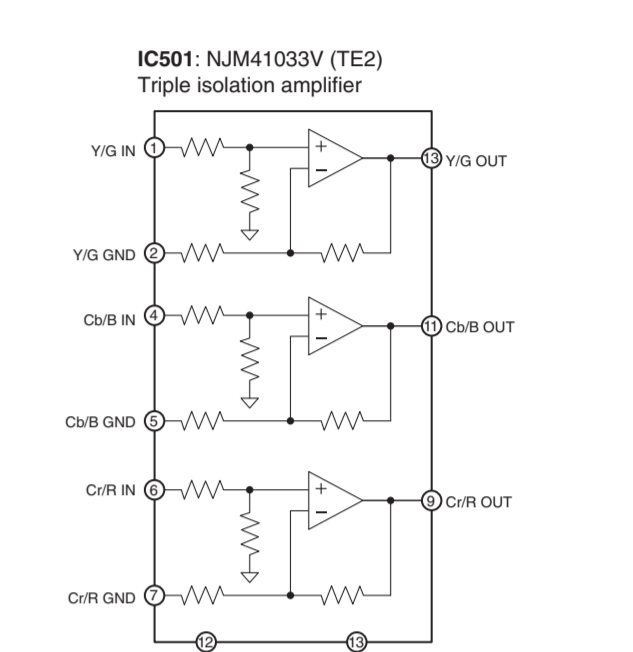 IC501: NJM41033V (TE2)
Triple isolation amplifier
Y/G IN 1 + 13 Y/G OUT
−
Y/G GND 2
Cb/B IN 4 + 11 Cb/B OUT
−
Cb/B GND 5
Cr/R IN 6 + 9 Cr/R OUT
−
Cr/R GND 7
12 13